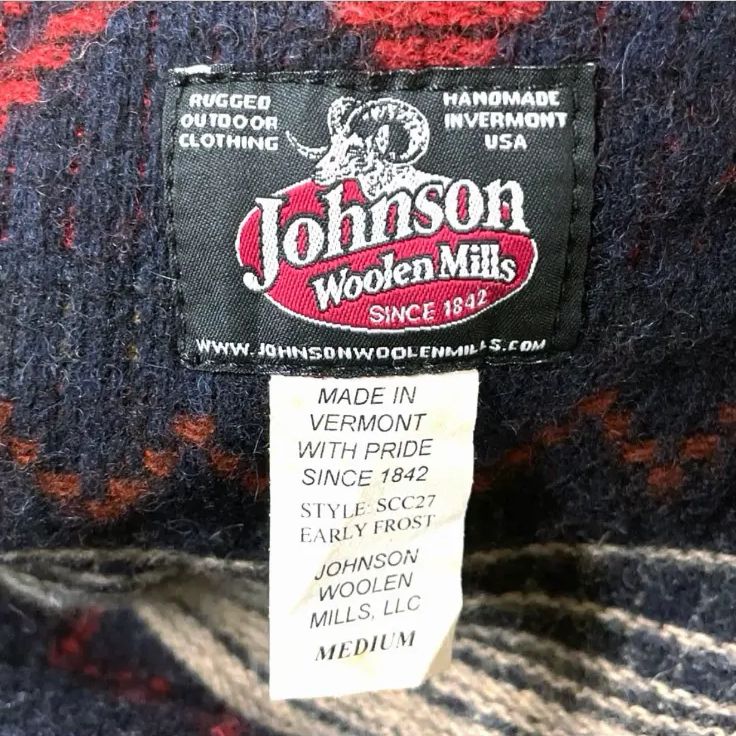 RUGGED
OUTDOOR
CLOTHING
HANDMADE
IN VERMONT
USA
Johnson
Woolen Mills
SINCE 1842
WWW.JOHNSONWOOLENMILLS.COM
MADE IN
VERMONT
WITH PRIDE
SINCE 1842
STYLE: SCC27
EARLY FROST
JOHNSON
WOOLEN
MILLS, LLC
MEDIUM